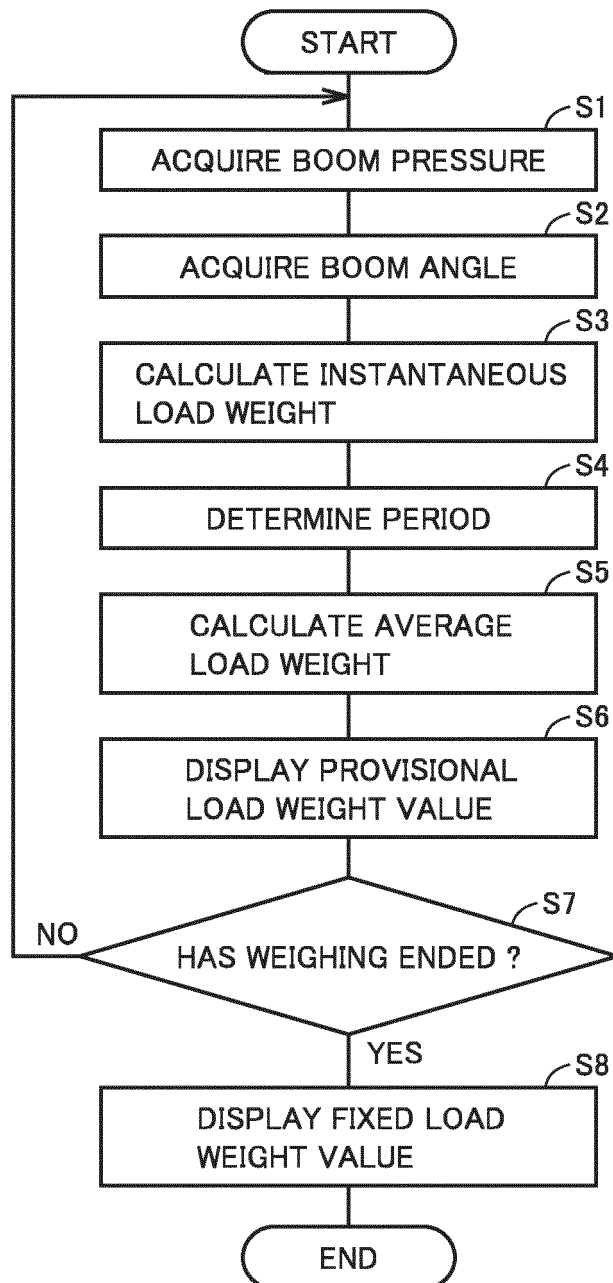 START
S1
ACQUIRE BOOM PRESSURE
S2
ACQUIRE BOOM ANGLE
S3
CALCULATE INSTANTANEOUS
LOAD WEIGHT
S4
DETERMINE PERIOD
S5
CALCULATE AVERAGE
LOAD WEIGHT
S6
DISPLAY PROVISIONAL
LOAD WEIGHT VALUE
S7
NO
HAS WEIGHING ENDED ?
YES
S8
DISPLAY FIXED LOAD
WEIGHT VALUE
END